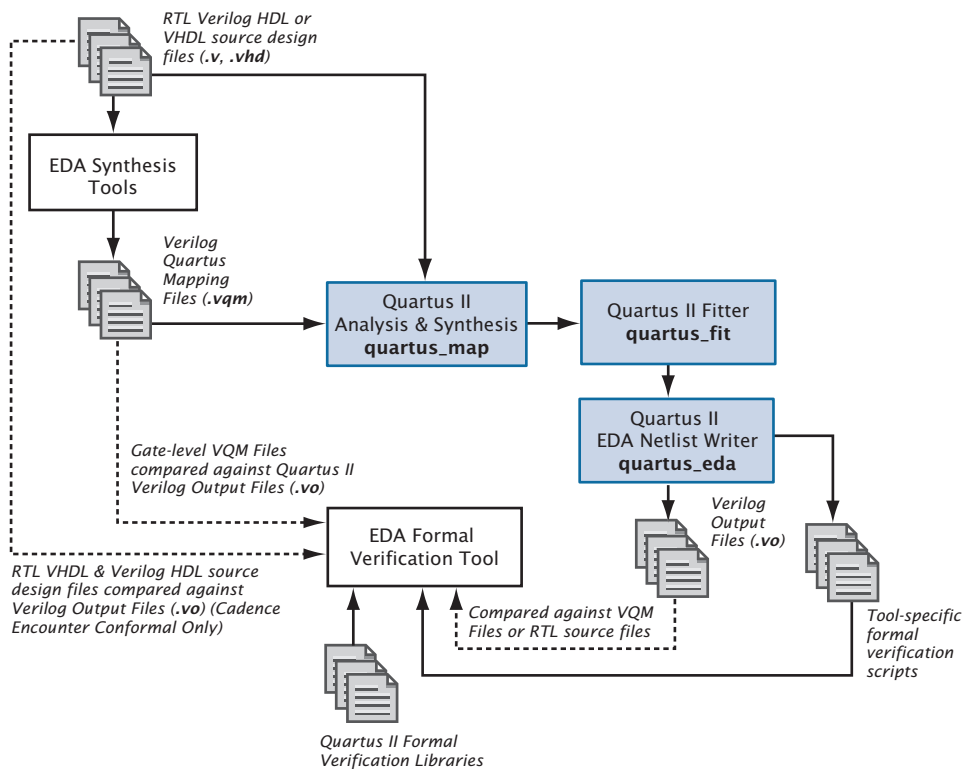 RTL Verilog HDL or
VHDL source design
files (.v, .vhd)
EDA Synthesis
Tools
Verilog
Quartus
Mapping
Files (.vqm)
Quartus II
Analysis & Synthesis
quartus_map
Quartus II Fitter
quartus_fit
Quartus II
EDA Netlist Writer
quartus_eda
Gate-level VQM Files
compared against Quartus II
Verilog Output Files (.vo)
Verilog
Output
Files (.vo)
EDA Formal
Verification Tool
RTL VHDL & Verilog HDL source
design files compared against
Verilog Output Files (.vo) (Cadence
Encounter Conformal Only)
Compared against VQM
Files or RTL source files
Tool-specific
formal
verification
scripts
Quartus II Formal
Verification Libraries